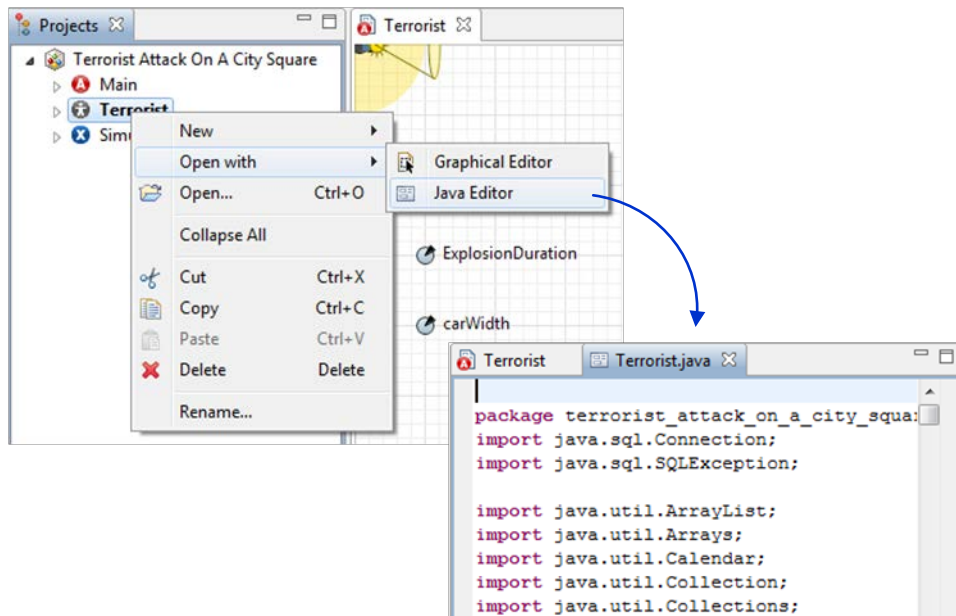 Projects
Terrorist
Terrorist Attack On A City Square
Main
Terrorist
Simu
New
Open with
Open... Ctrl+O
Collapse All
Cut Ctrl+X
Copy Ctrl+C
Paste Ctrl+V
Delete Delete
Rename...
Graphical Editor
Java Editor
ExplosionDuration
carWidth
Terrorist
Terrorist.java
package terrorist_attack_on_a_city_squa
import java.sql.Connection;
import java.sql.SQLException;
import java.util.ArrayList;
import java.util.Arrays;
import java.util.Calendar;
import java.util.Collection;
import java.util.Collections;